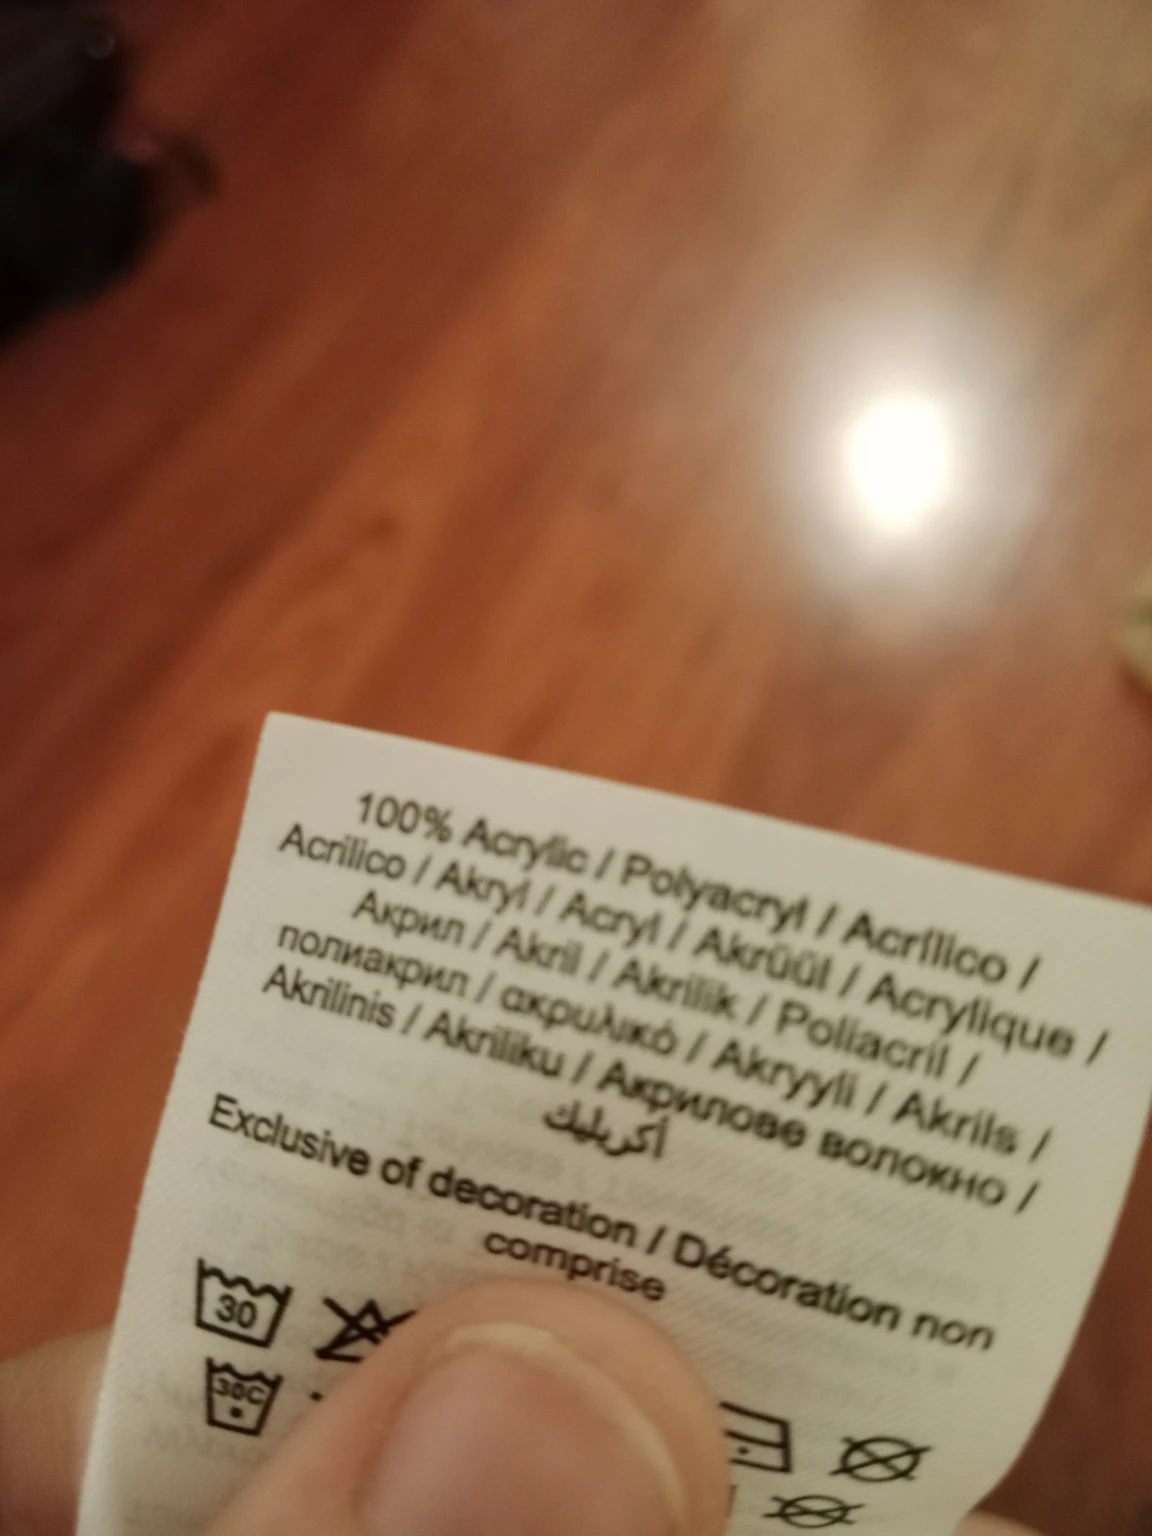 100% Acrylic / Polyacryl / Acrílico /
Acrilico / Akryl / Acryl / Akrüül / Acrylique /
Акрил / Akril / Akrilik / Poliacril /
полиакрил / ακρυλικό / Akryyli / Akrils /
Akrilinis / Akriliku / Акрилове волокно /
أكريليك
Exclusive of decoration / Décoration non
comprise
30
30C